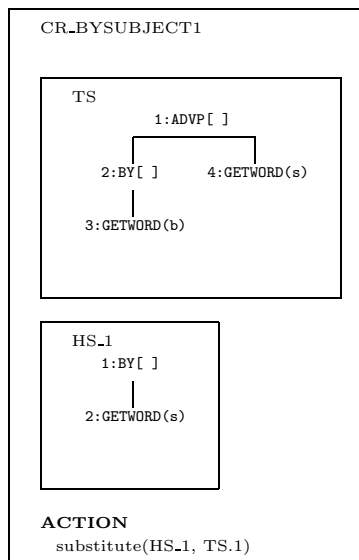 CR_BYSUBJECT1
TS
1:ADVP[ ]
2:BY[ ] 4:GETWORD(s)
3:GETWORD(b)
HS_1
1:BY[ ]
2:GETWORD(s)
ACTION
substitute(HS_1, TS.1)